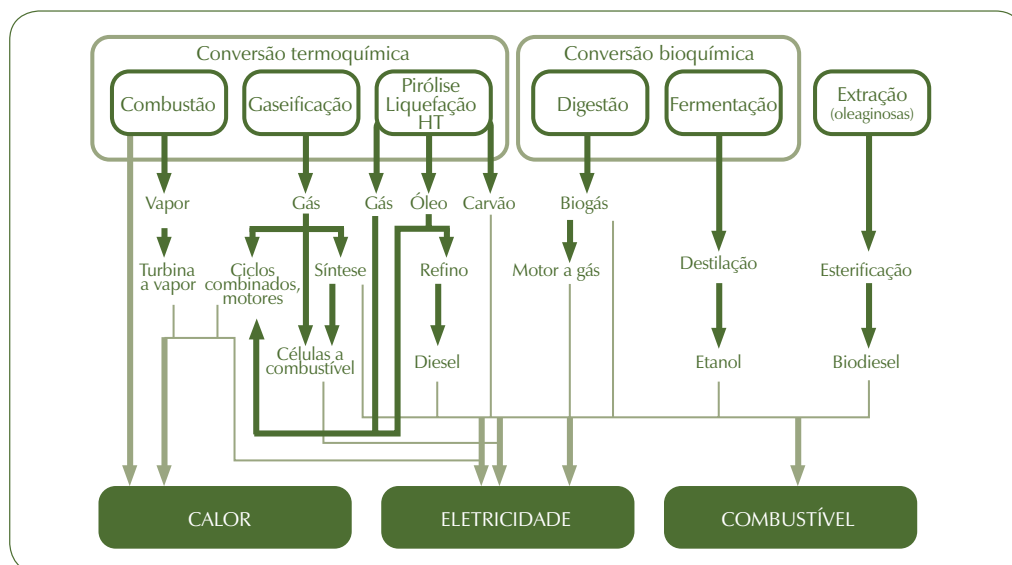 Conversão termoquímica
Conversão bioquímica
Combustão
Gaseificação
Pirólise
Liquefação
HT
Digestão
Fermentação
Extração
(oleaginosas)
Vapor
Gás
Gás
Óleo
Carvão
Biogás
Turbina
a vapor
Ciclos
combinados,
motores
Síntese
Refino
Motor a gás
Destilação
Esterificação
Células a
combustível
Diesel
Etanol
Biodiesel
CALOR
ELETRICIDADE
COMBUSTÍVEL